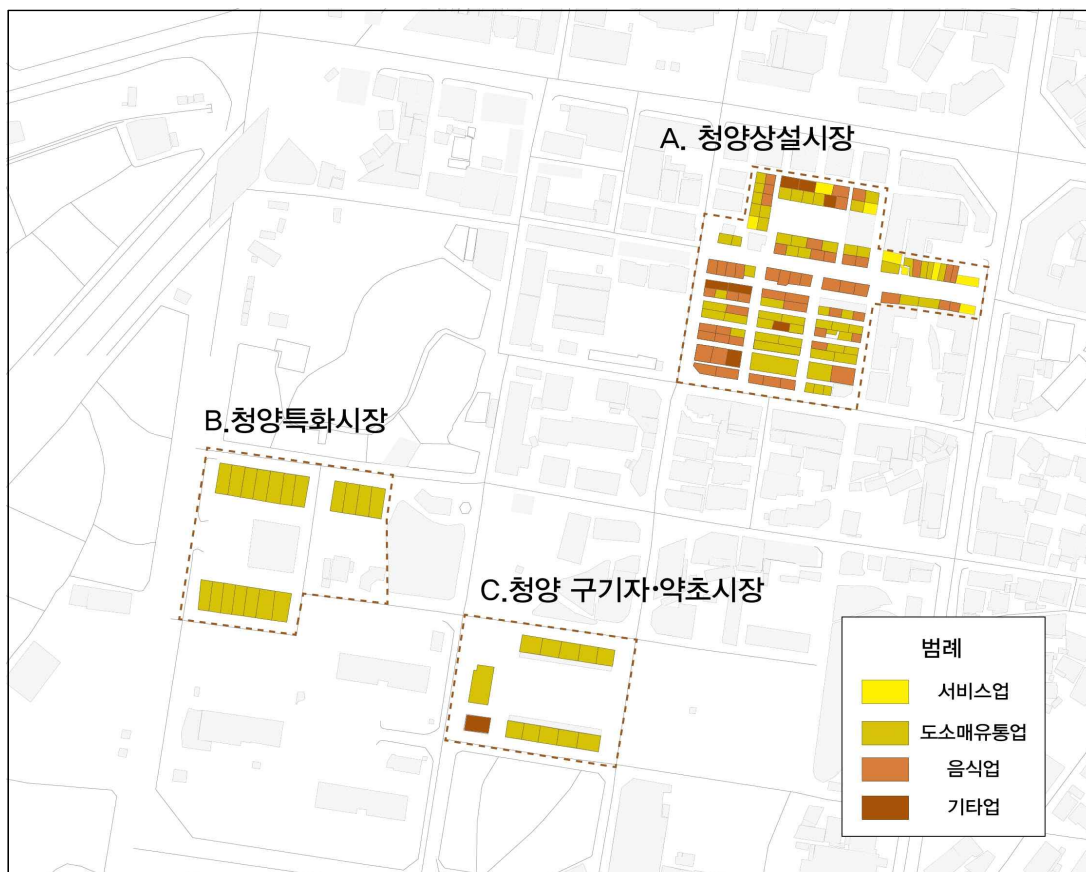 A. 청양상설시장
B.청양특화시장
C.청양 구기자·약초시장
범례
서비스업
도소매유통업
음식업
기타업